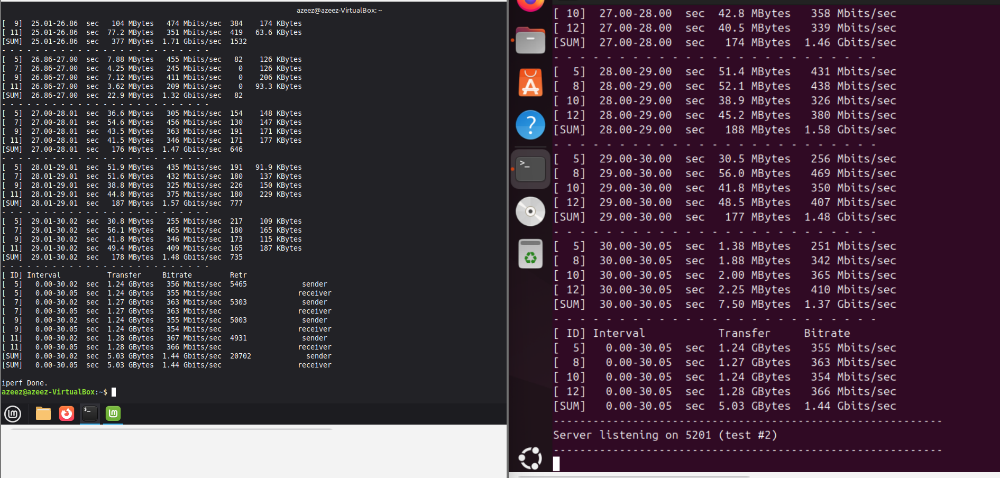 azeez@azeez-VirtualBox: ~
[  9]  25.01-26.86  sec   104 MBytes   474 Mbits/sec  384    174 KBytes
[ 11]  25.01-26.86  sec  77.2 MBytes   351 Mbits/sec  419   63.6 KBytes
[SUM]  25.01-26.86  sec   377 MBytes  1.71 Gbits/sec  1532
- - - - - - - - - - - - - - - - - - - - - - - - -
[  5]  26.86-27.00  sec  7.88 MBytes   455 Mbits/sec   82    126 KBytes
[  7]  26.86-27.00  sec  4.25 MBytes   245 Mbits/sec    0    126 KBytes
[  9]  26.86-27.00  sec  7.12 MBytes   411 Mbits/sec    0    206 KBytes
[ 11]  26.86-27.00  sec  3.62 MBytes   209 Mbits/sec    0   93.3 KBytes
[SUM]  26.86-27.00  sec  22.9 MBytes  1.32 Gbits/sec   82
- - - - - - - - - - - - - - - - - - - - - - - - -
[  5]  27.00-28.01  sec  36.6 MBytes   305 Mbits/sec  154    148 KBytes
[  7]  27.00-28.01  sec  54.6 MBytes   456 Mbits/sec  130    147 KBytes
[  9]  27.00-28.01  sec  43.5 MBytes   363 Mbits/sec  191    171 KBytes
[ 11]  27.00-28.01  sec  41.5 MBytes   346 Mbits/sec  171    177 KBytes
[SUM]  27.00-28.01  sec   176 MBytes  1.47 Gbits/sec  646
- - - - - - - - - - - - - - - - - - - - - - - - -
[  5]  28.01-29.01  sec  51.9 MBytes   435 Mbits/sec  191   91.9 KBytes
[  7]  28.01-29.01  sec  51.6 MBytes   432 Mbits/sec  180    137 KBytes
[  9]  28.01-29.01  sec  38.8 MBytes   325 Mbits/sec  226    150 KBytes
[ 11]  28.01-29.01  sec  44.8 MBytes   375 Mbits/sec  180    229 KBytes
[SUM]  28.01-29.01  sec   187 MBytes  1.57 Gbits/sec  777
- - - - - - - - - - - - - - - - - - - - - - - - -
[  5]  29.01-30.02  sec  30.8 MBytes   255 Mbits/sec  217    109 KBytes
[  7]  29.01-30.02  sec  56.1 MBytes   465 Mbits/sec  180    165 KBytes
[  9]  29.01-30.02  sec  41.8 MBytes   346 Mbits/sec  173    115 KBytes
[ 11]  29.01-30.02  sec  49.4 MBytes   409 Mbits/sec  165    187 KBytes
[SUM]  29.01-30.02  sec   178 MBytes  1.48 Gbits/sec  735
- - - - - - - - - - - - - - - - - - - - - - - - -
[ ID] Interval           Transfer     Bitrate         Retr
[  5]   0.00-30.02  sec  1.24 GBytes   356 Mbits/sec  5465             sender
[  5]   0.00-30.05  sec  1.24 GBytes   355 Mbits/sec                  receiver
[  7]   0.00-30.02  sec  1.27 GBytes   363 Mbits/sec  5303             sender
[  7]   0.00-30.05  sec  1.27 GBytes   363 Mbits/sec                  receiver
[  9]   0.00-30.02  sec  1.24 GBytes   355 Mbits/sec  5003             sender
[  9]   0.00-30.05  sec  1.24 GBytes   354 Mbits/sec                  receiver
[ 11]   0.00-30.02  sec  1.28 GBytes   367 Mbits/sec  4931             sender
[ 11]   0.00-30.05  sec  1.28 GBytes   366 Mbits/sec                  receiver
[SUM]   0.00-30.02  sec  5.03 GBytes  1.44 Gbits/sec  20702             sender
[SUM]   0.00-30.05  sec  5.03 GBytes  1.44 Gbits/sec                  receiver
iperf Done.
azeez@azeez-VirtualBox:~$
[ 10]  27.00-28.00  sec  42.8 MBytes   358 Mbits/sec
[ 12]  27.00-28.00  sec  40.5 MBytes   339 Mbits/sec
[SUM]  27.00-28.00  sec   174 MBytes  1.46 Gbits/sec
- - - - - - - - - - - - - - - - - - - - - - - - -
[  5]  28.00-29.00  sec  51.4 MBytes   431 Mbits/sec
[  8]  28.00-29.00  sec  52.1 MBytes   438 Mbits/sec
[ 10]  28.00-29.00  sec  38.9 MBytes   326 Mbits/sec
[ 12]  28.00-29.00  sec  45.2 MBytes   380 Mbits/sec
[SUM]  28.00-29.00  sec   188 MBytes  1.58 Gbits/sec
- - - - - - - - - - - - - - - - - - - - - - - - -
[  5]  29.00-30.00  sec  30.5 MBytes   256 Mbits/sec
[  8]  29.00-30.00  sec  56.0 MBytes   469 Mbits/sec
[ 10]  29.00-30.00  sec  41.8 MBytes   350 Mbits/sec
[ 12]  29.00-30.00  sec  48.5 MBytes   407 Mbits/sec
[SUM]  29.00-30.00  sec   177 MBytes  1.48 Gbits/sec
- - - - - - - - - - - - - - - - - - - - - - - - -
[  5]  30.00-30.05  sec  1.38 MBytes   251 Mbits/sec
[  8]  30.00-30.05  sec  1.88 MBytes   342 Mbits/sec
[ 10]  30.00-30.05  sec  2.00 MBytes   365 Mbits/sec
[ 12]  30.00-30.05  sec  2.25 MBytes   410 Mbits/sec
[SUM]  30.00-30.05  sec  7.50 MBytes  1.37 Gbits/sec
- - - - - - - - - - - - - - - - - - - - - - - - -
[ ID] Interval           Transfer     Bitrate
[  5]   0.00-30.05  sec  1.24 GBytes   355 Mbits/sec
[  8]   0.00-30.05  sec  1.27 GBytes   363 Mbits/sec
[ 10]   0.00-30.05  sec  1.24 GBytes   354 Mbits/sec
[ 12]   0.00-30.05  sec  1.28 GBytes   366 Mbits/sec
[SUM]   0.00-30.05  sec  5.03 GBytes  1.44 Gbits/sec
-----------------------------------------------------------
Server listening on 5201 (test #2)
-----------------------------------------------------------